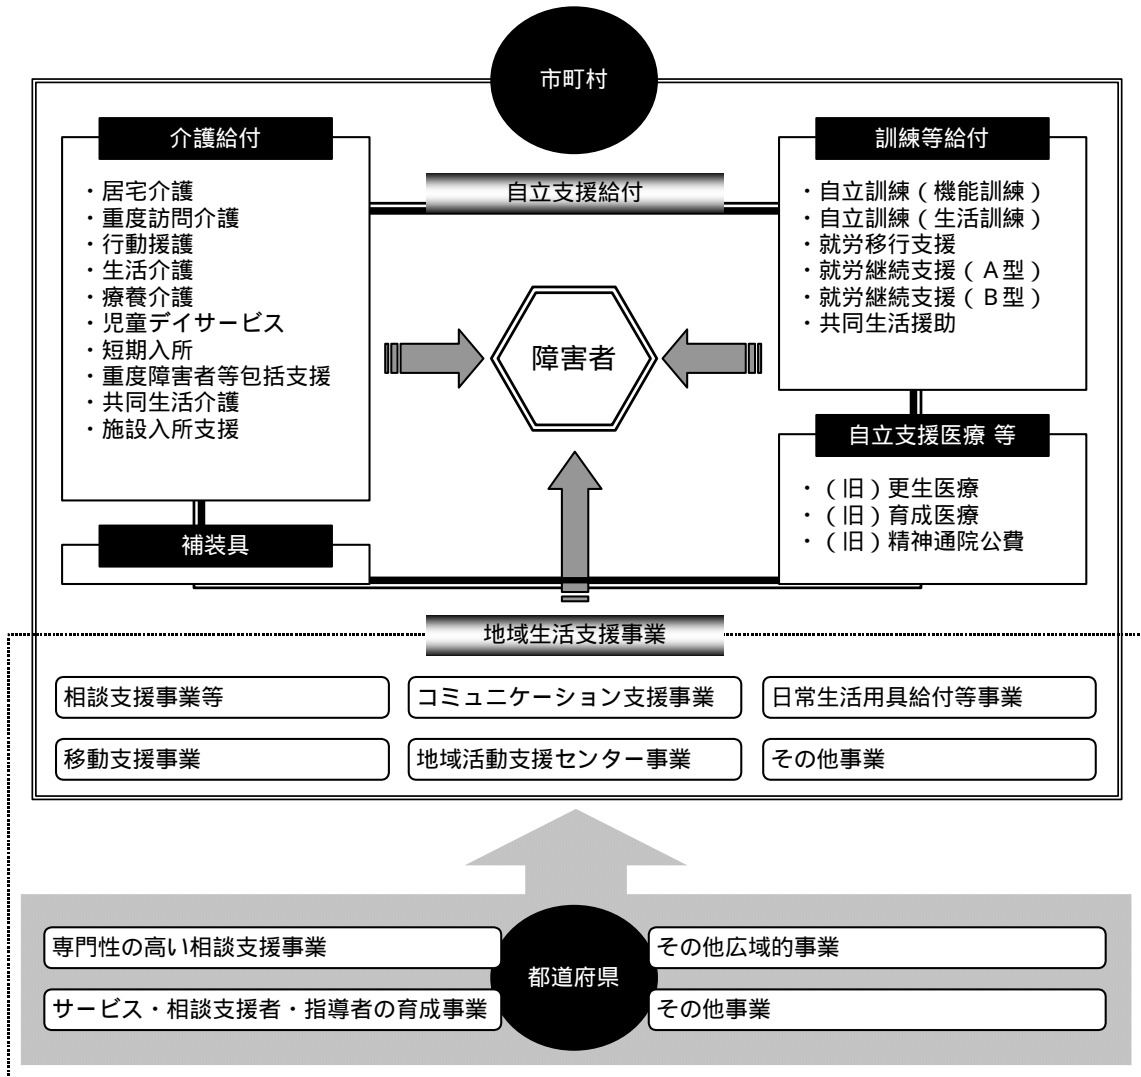 市町村
介護給付
・居宅介護
・重度訪問介護
・行動援護
・生活介護
・療養介護
・児童デイサービス
・短期入所
・重度障害者等包括支援
・共同生活介護
・施設入所支援
自立支援給付
訓練等給付
・自立訓練（機能訓練）
・自立訓練（生活訓練）
・就労移行支援
・就労継続支援（Ａ型）
・就労継続支援（Ｂ型）
・共同生活援助
障害者
自立支援医療 等
・（旧）更生医療
・（旧）育成医療
・（旧）精神通院公費
補装具
地域生活支援事業
相談支援事業等
コミュニケーション支援事業
日常生活用具給付等事業
移動支援事業
地域活動支援センター事業
その他事業
都道府県
専門性の高い相談支援事業
その他広域的事業
サービス・相談支援者・指導者の育成事業
その他事業